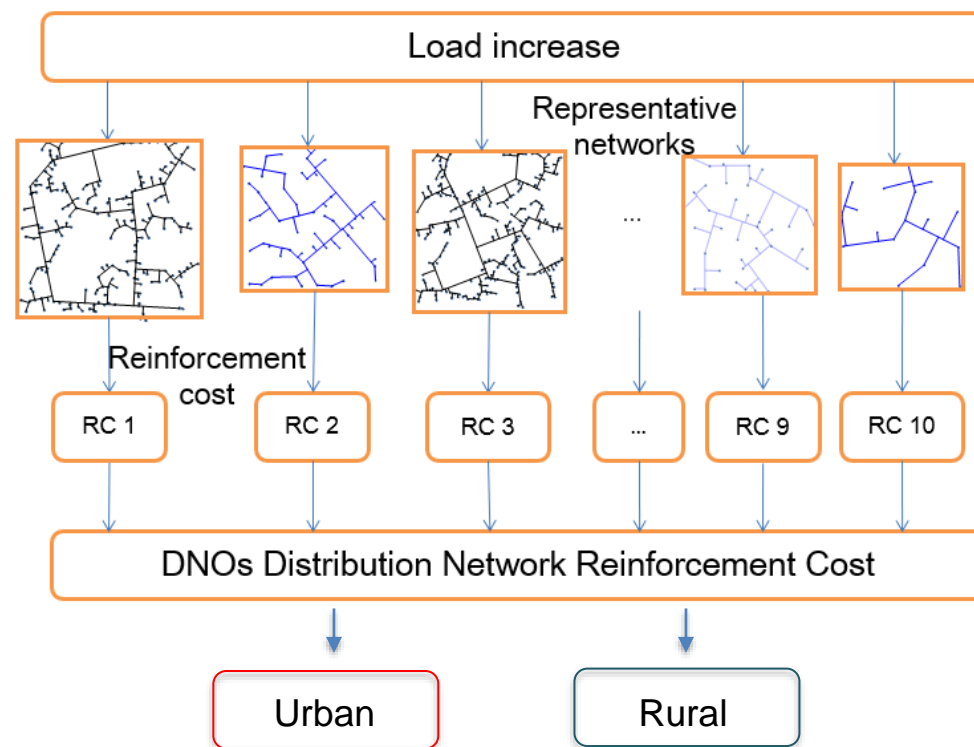 Load increase
Representative
networks
...
Reinforcement
cost
RC 1
RC 2
RC 3
...
RC 9
RC 10
DNOs Distribution Network Reinforcement Cost
Urban
Rural